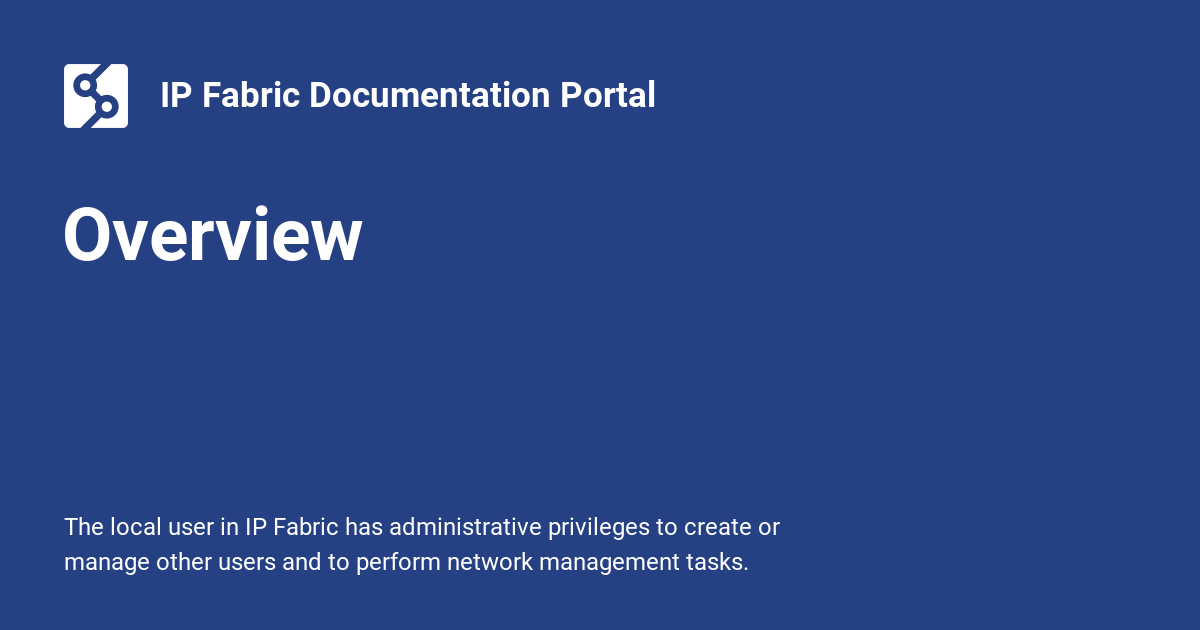 IP Fabric Documentation Portal
Overview
The local user in IP Fabric has administrative privileges to create or
manage other users and to perform network management tasks.